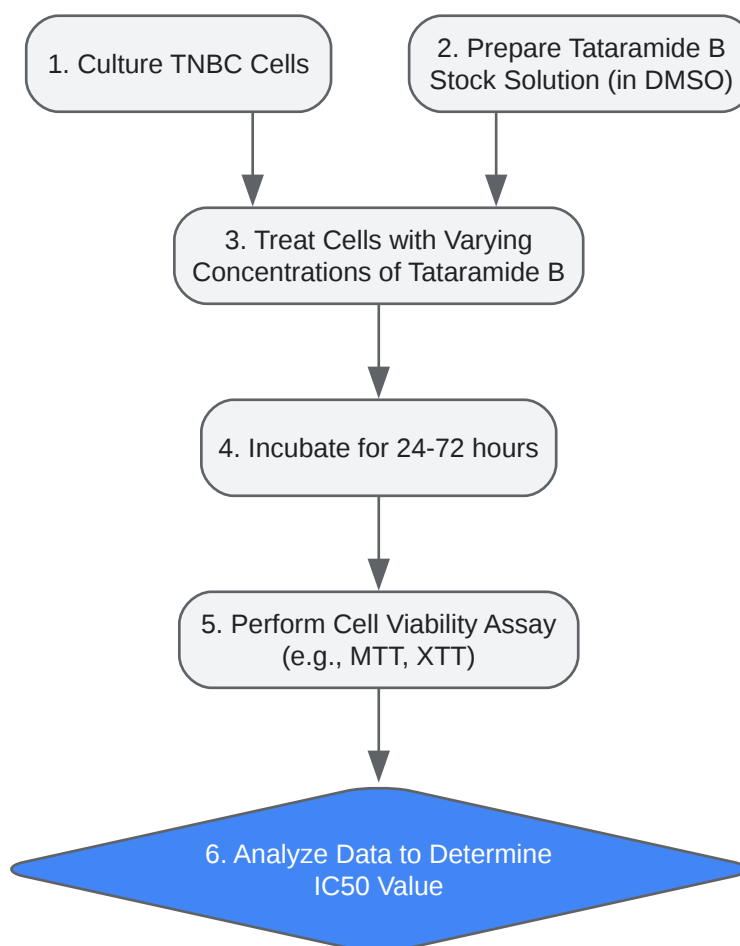 1. Culture TNBC Cells
2. Prepare Tataramide B
Stock Solution (in DMSO)
3. Treat Cells with Varying
Concentrations of Tataramide B
4. Incubate for 24-72 hours
5. Perform Cell Viability Assay
(e.g., MTT, XTT)
6. Analyze Data to Determine
IC50 Value